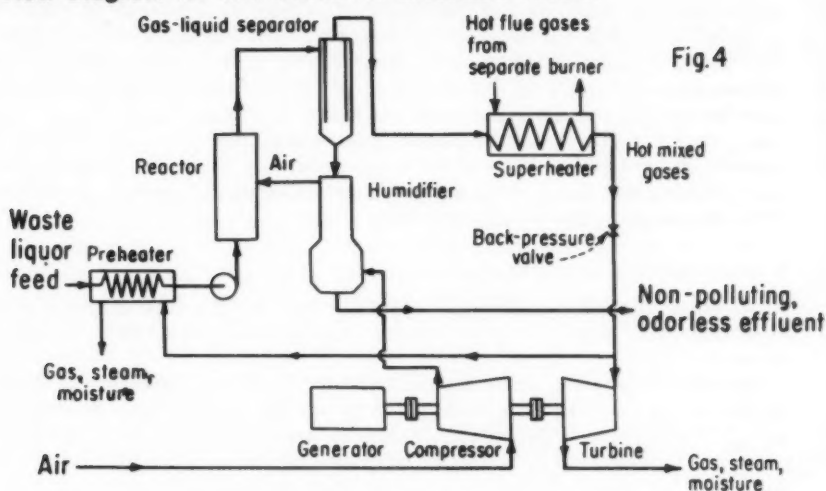 Gas-liquid separator
Hot flue gases
from
separate burner
Fig. 4
Reactor
Air
Humidifier
Superheater
Hot mixed
gases
Back-pressure
valve
Waste
liquor
feed
Preheater
Non-polluting,
odorless effluent
Gas, steam,
moisture
Generator
Compressor
Turbine
Air
Gas, steam,
moisture